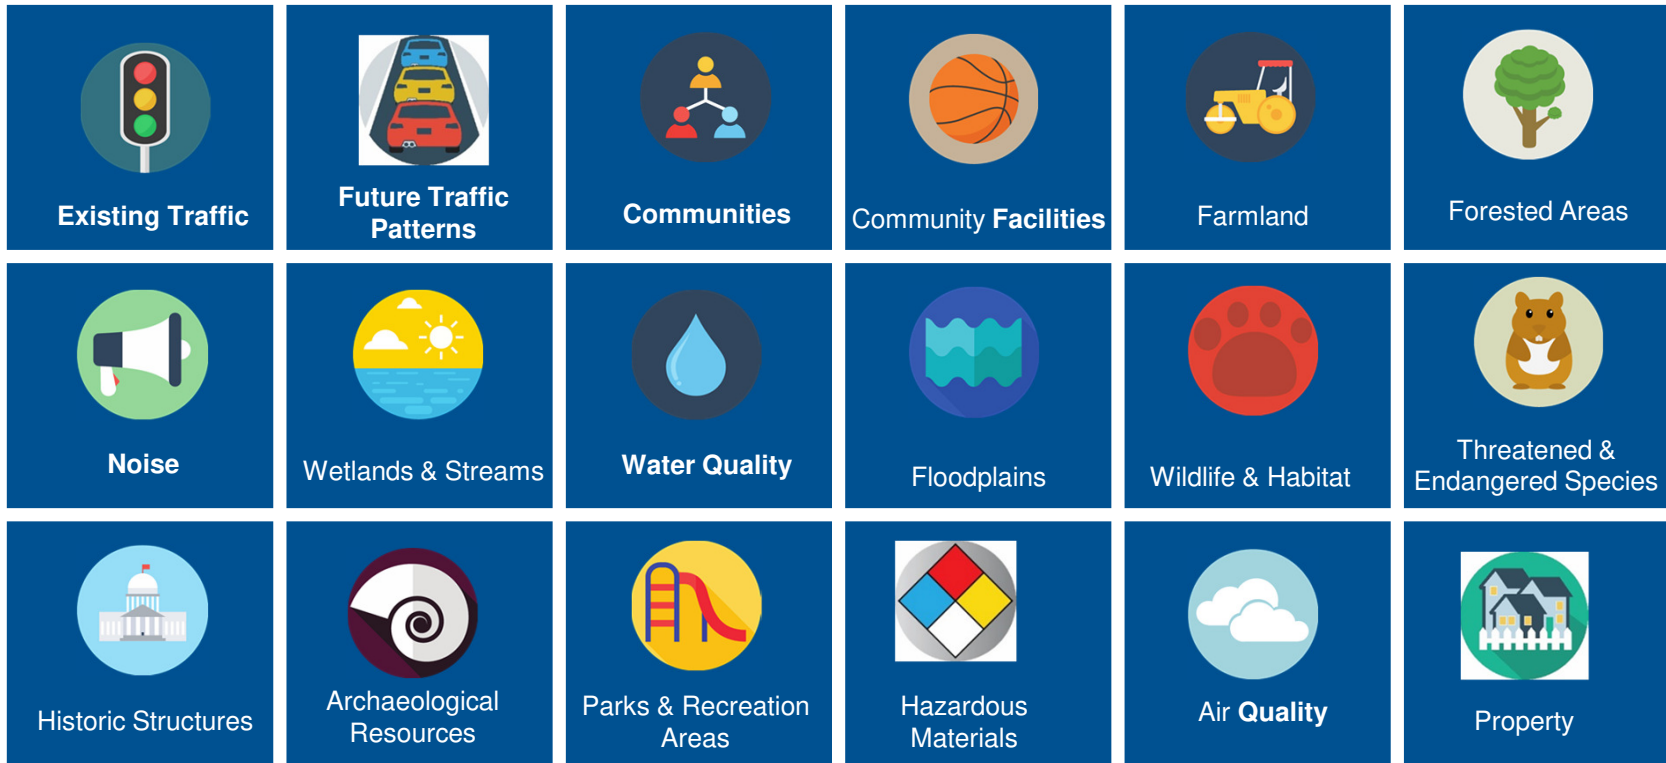 Existing Traffic
Future Traffic
Patterns
Communities
Community Facilities
Farmland
Forested Areas
Noise
Wetlands & Streams
Water Quality
Floodplains
Wildlife & Habitat
Threatened &
Endangered Species
Historic Structures
Archaeological
Resources
Parks & Recreation
Areas
Hazardous
Materials
Air Quality
Property